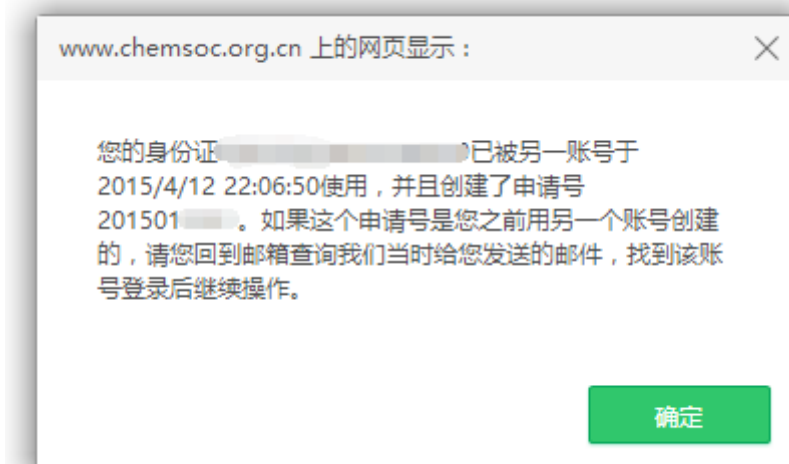 www.chemsoc.org.cn 上的网页显示：
您的身份证 已被另一账号于
2015/4/12 22:06:50使用，并且创建了申请号
201501 。如果这个申请号是您之前用另一个账号创建
的，请您回到邮箱查询我们当时给您发送的邮件，找到该账
号登录后继续操作。
确定